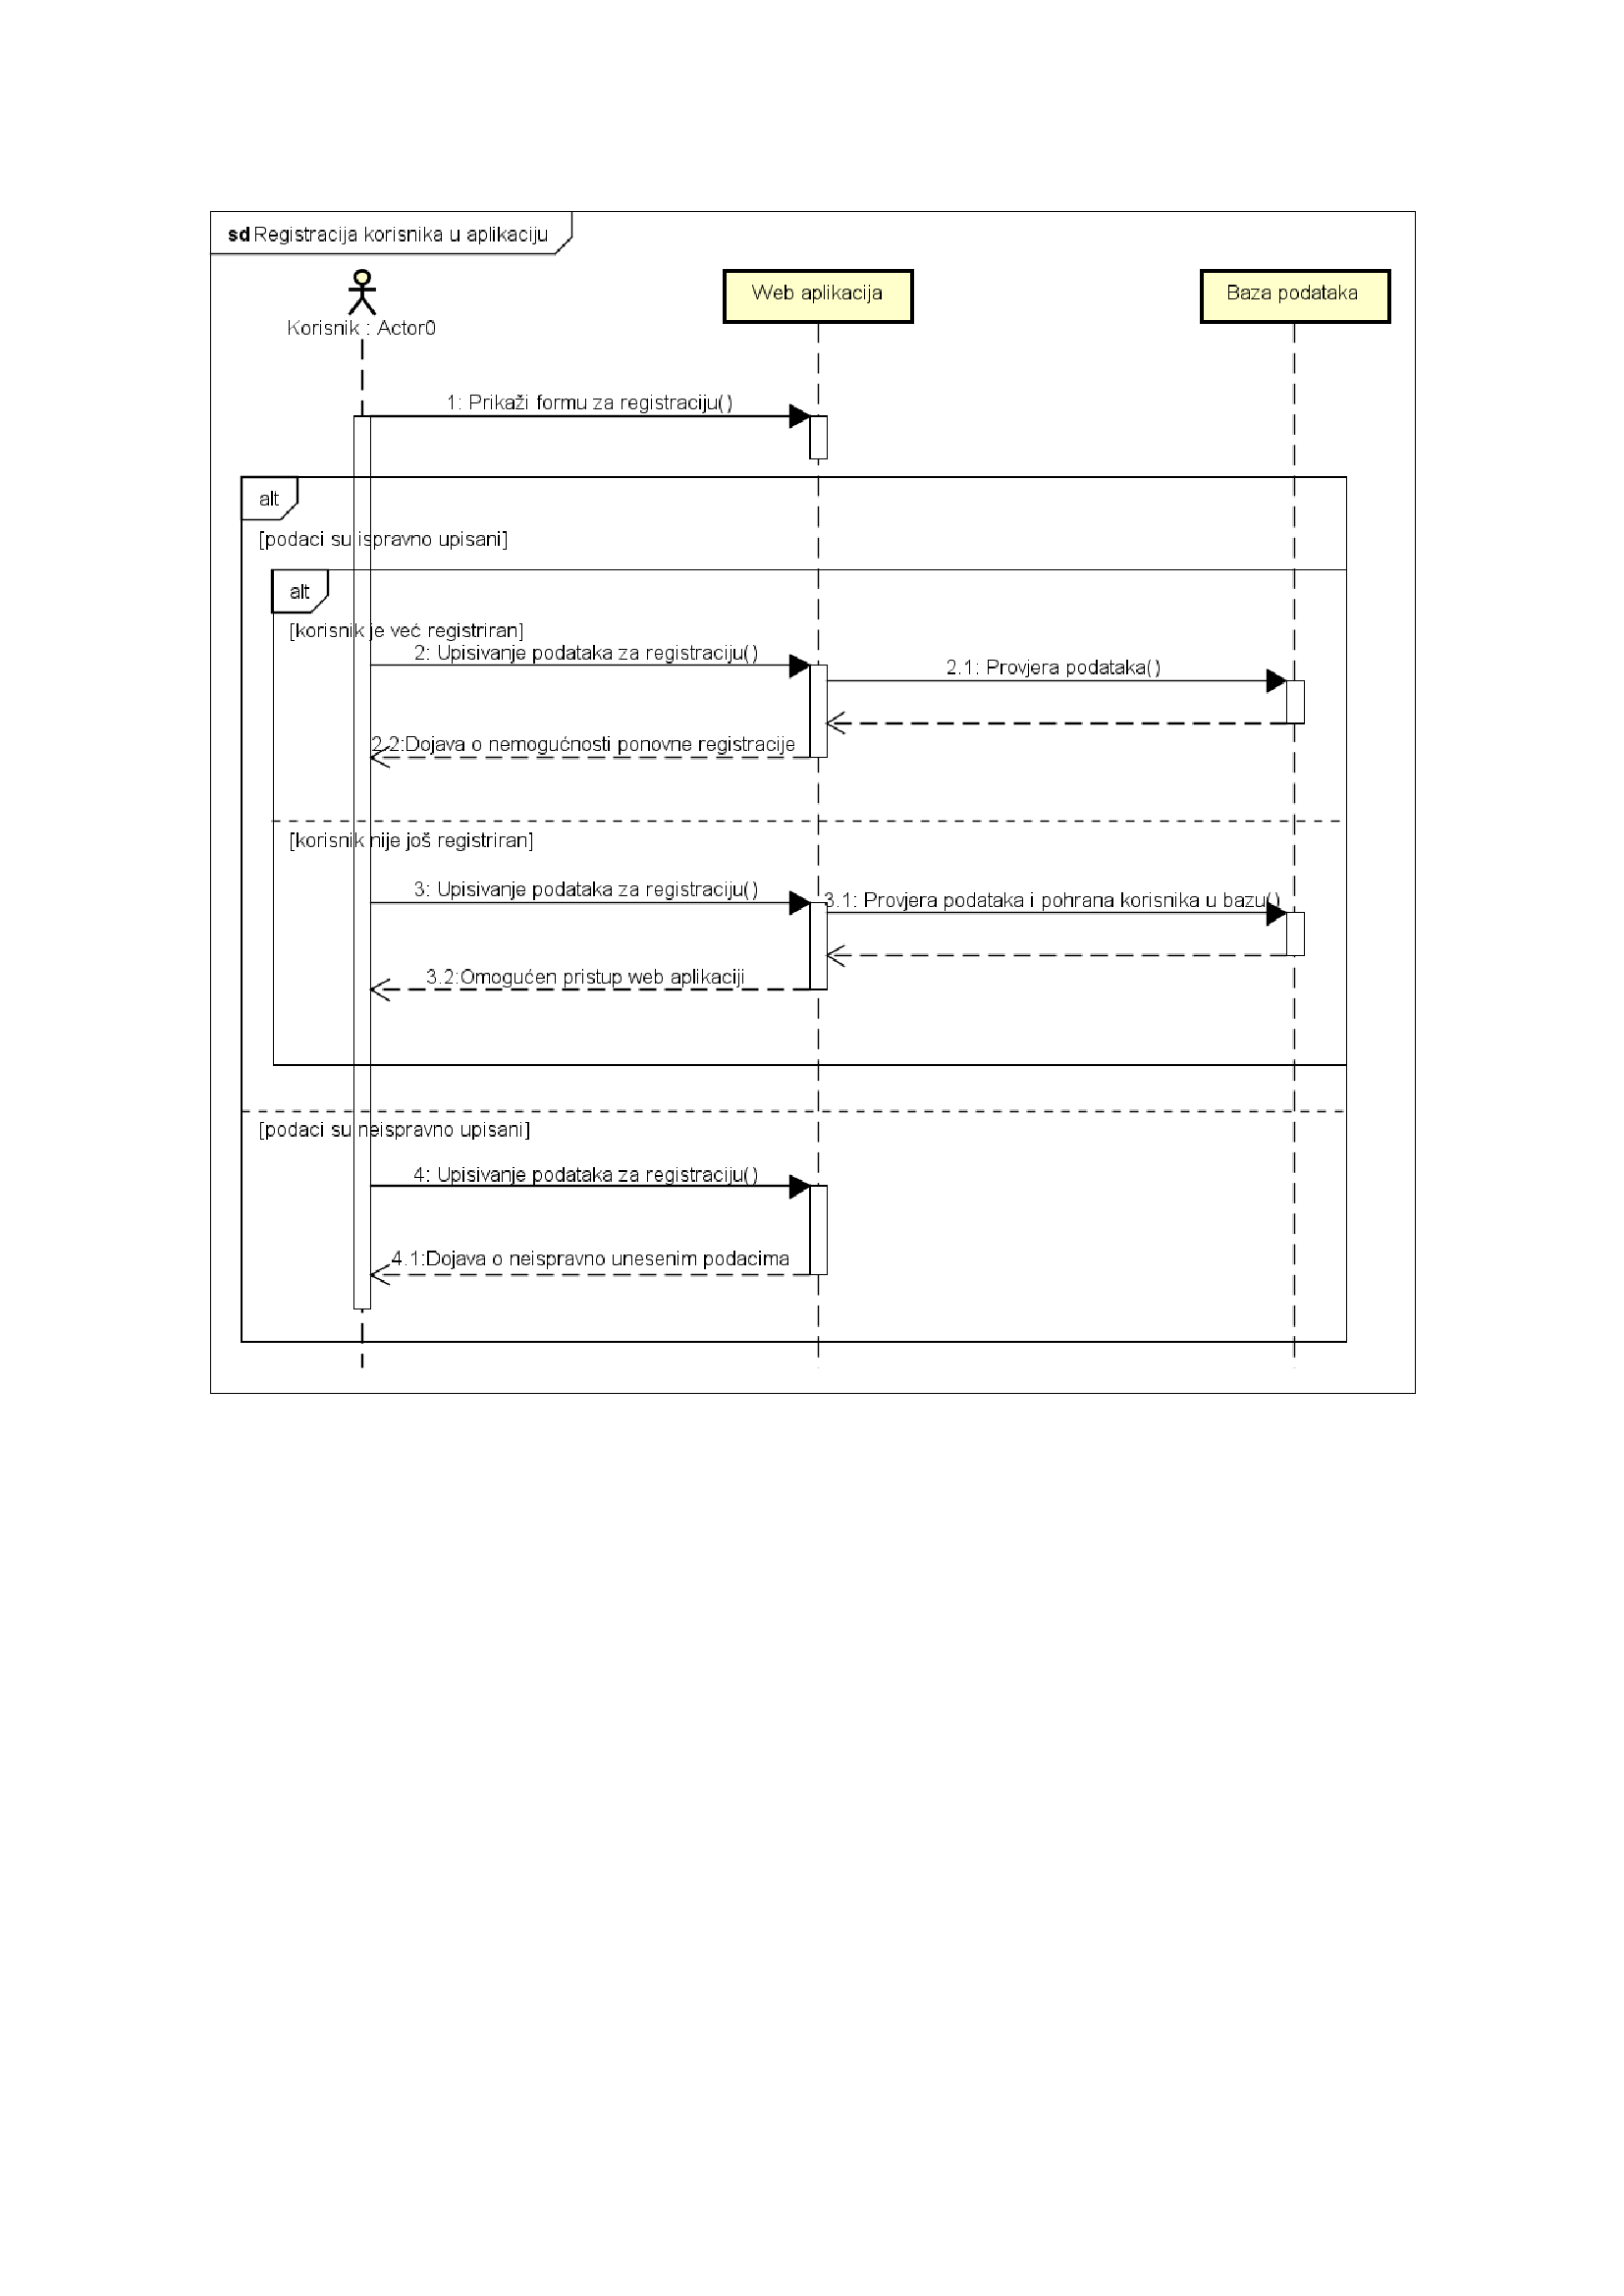 sd Registracija korisnika u aplikaciju
Korisnik : Actor0
Web aplikacija
Baza podataka
1: Prikaži formu za registraciju()
alt
[podaci su ispravno upisani]
alt
[korisnik je već registriran]
2: Upisivanje podataka za registraciju()
2.1: Provjera podataka()
2.2:Dojava o nemogućnosti ponovne registracije
[korisnik nije još registriran]
3: Upisivanje podataka za registraciju()
3.1: Provjera podataka i pohrana korisnika u bazu()
3.2:Omogućen pristup web aplikaciji
[podaci su neispravno upisani]
4: Upisivanje podataka za registraciju()
4.1:Dojava o neispravno unesenim podacima